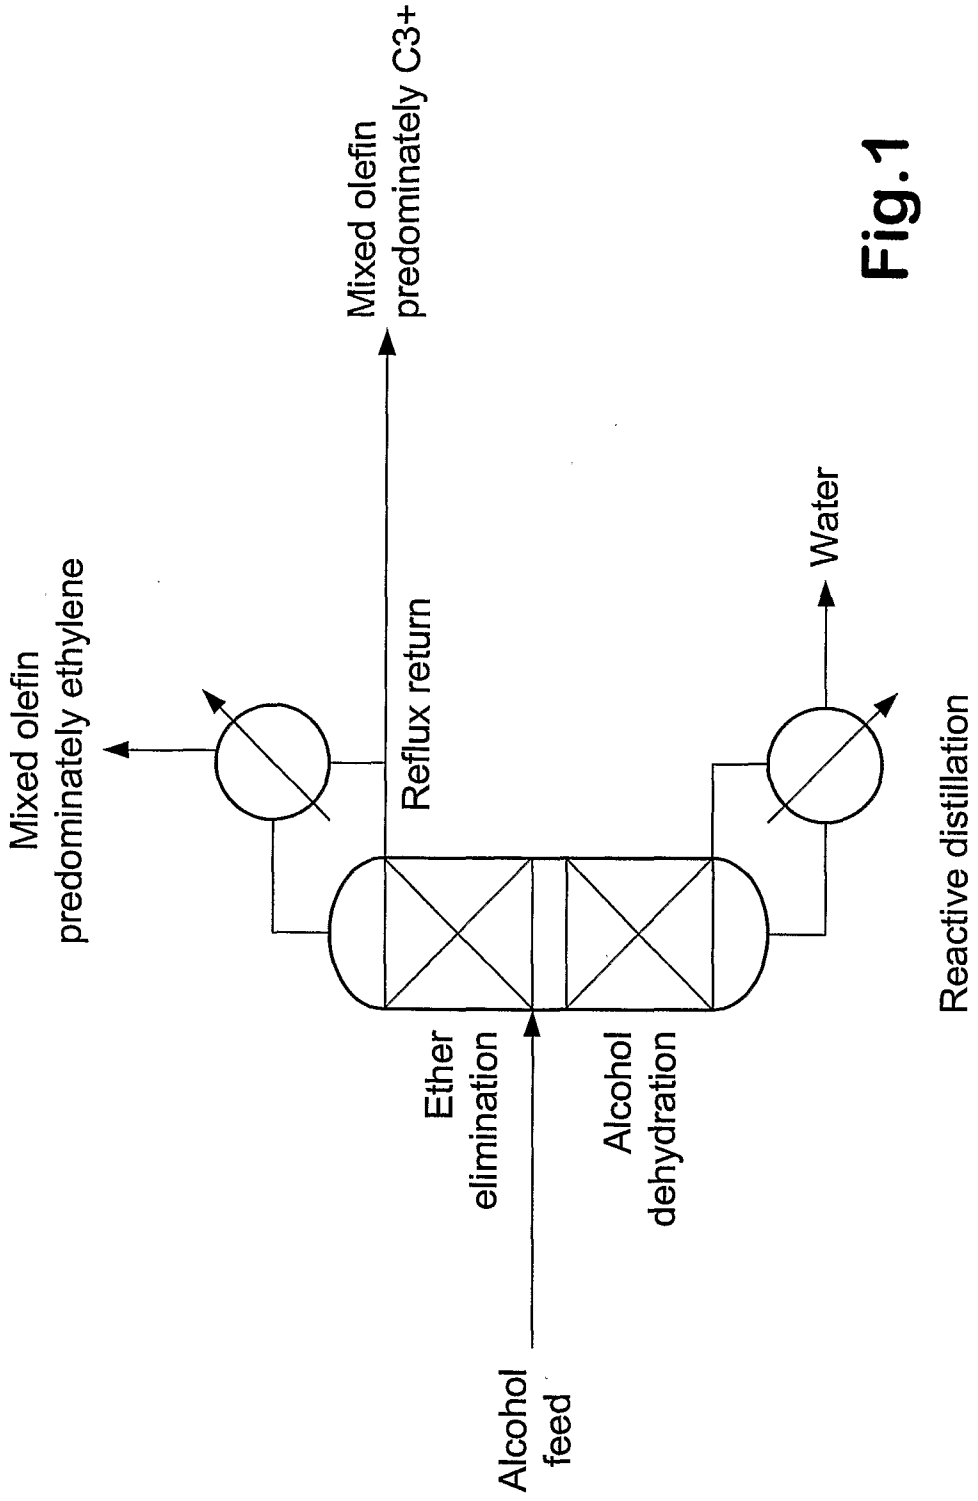 Mixed olefin
predominately ethylene
Mixed olefin
predominately C3+
Reflux return
Ether
elimination
Alcohol
feed
Alcohol
dehydration
Water
Reactive distillation
Fig.1